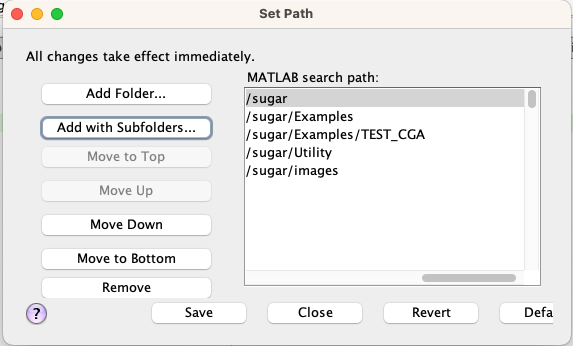 Set Path
All changes take effect immediately.
MATLAB search path:
Add Folder...
Add with Subfolders...
Move to Top
Move Up
Move Down
Move to Bottom
Remove
/sugar
/sugar/Examples
/sugar/Examples/TEST_CGA
/sugar/Utility
/sugar/images
?
Save
Close
Revert
Defa